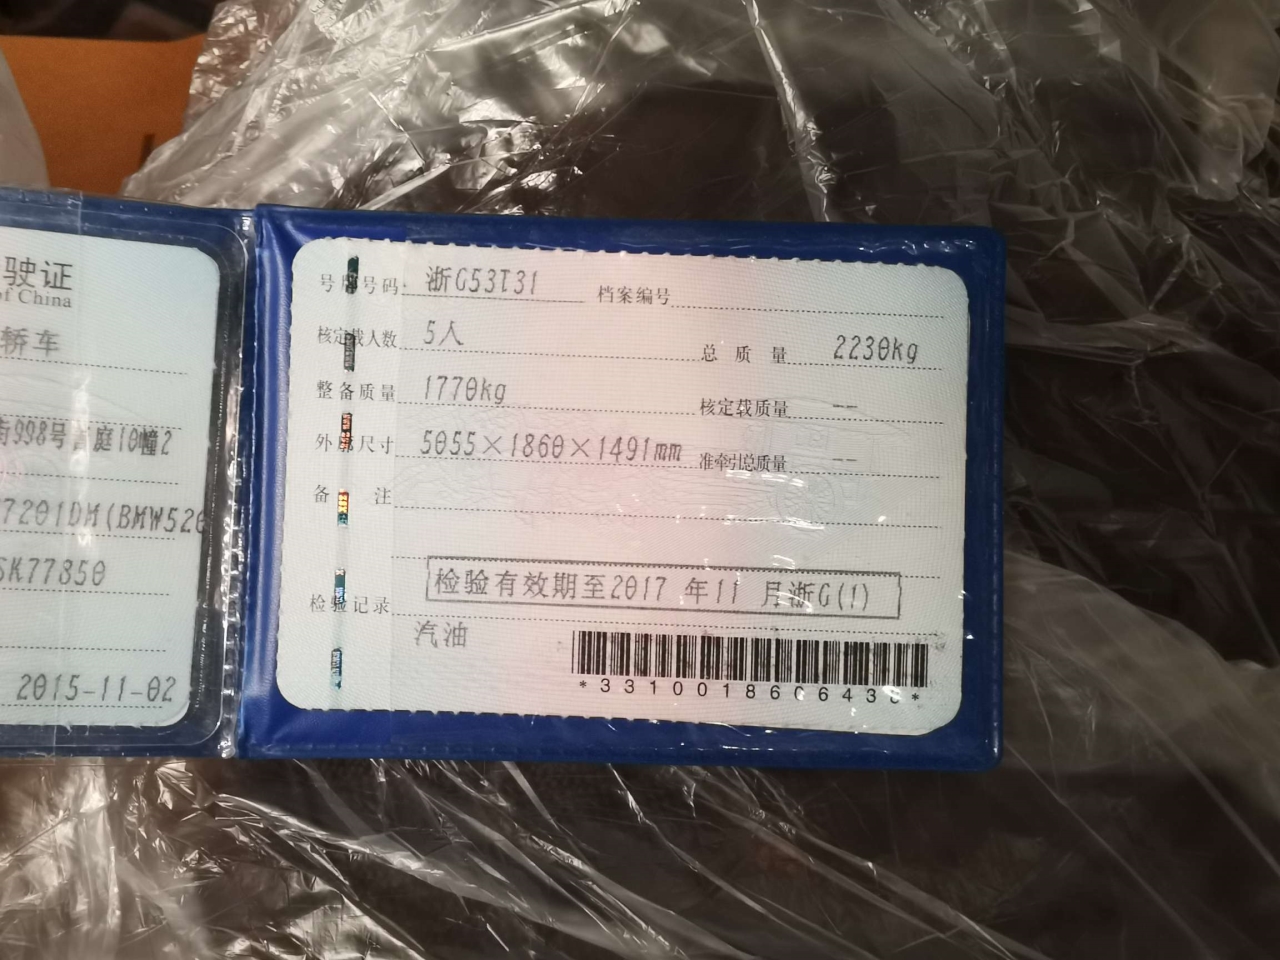 驶证
of China
轿车
街998号
庭10幢2
7201DM(BMW520
SK77850
2015-11-02
号牌号码 浙G53T31 档案编号
核定载人数 5人 总质量 2230kg
整备质量 1770kg 核定载质量 --
外廓尺寸 5055×1860×1491mm 准牵引总质量 --
备注
检验记录 检验有效期至2017 年11 月浙G(!)
汽油